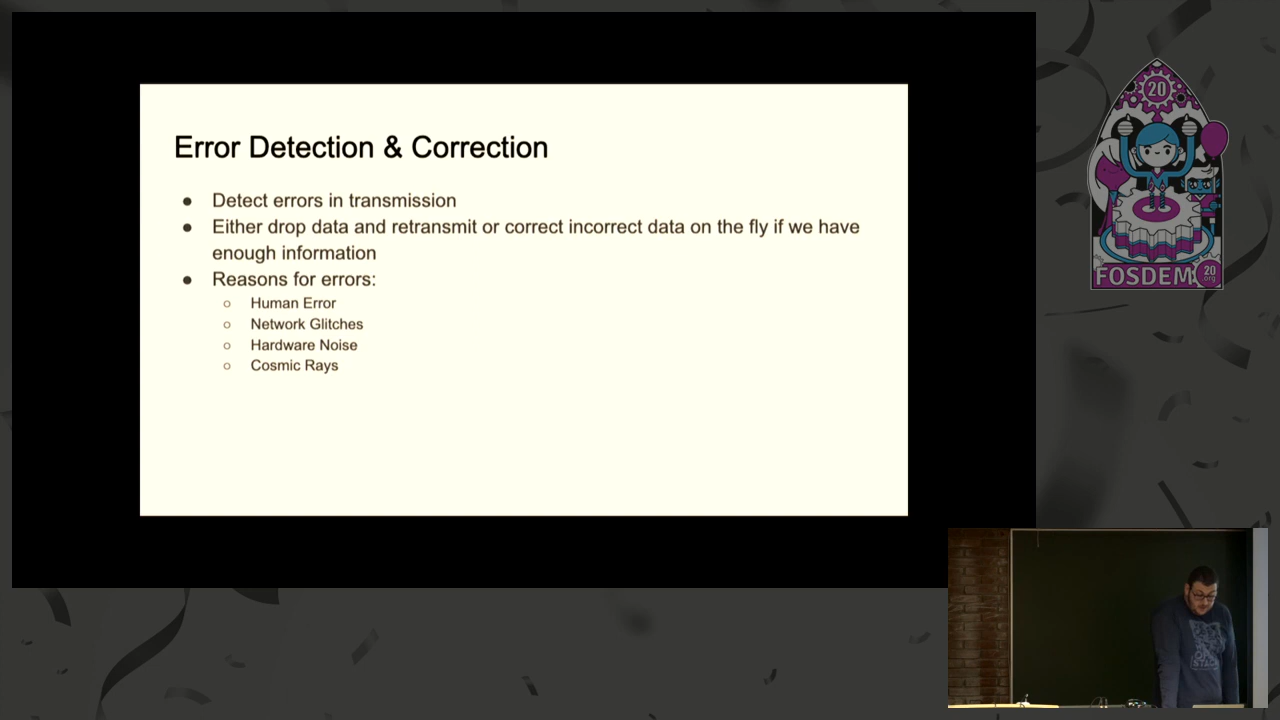 Error Detection & Correction
● Detect errors in transmission
● Either drop data and retransmit or correct incorrect data on the fly if we have
enough information
● Reasons for errors:
○ Human Error
○ Network Glitches
○ Hardware Noise
○ Cosmic Rays
20
FOSDEM
20
.org